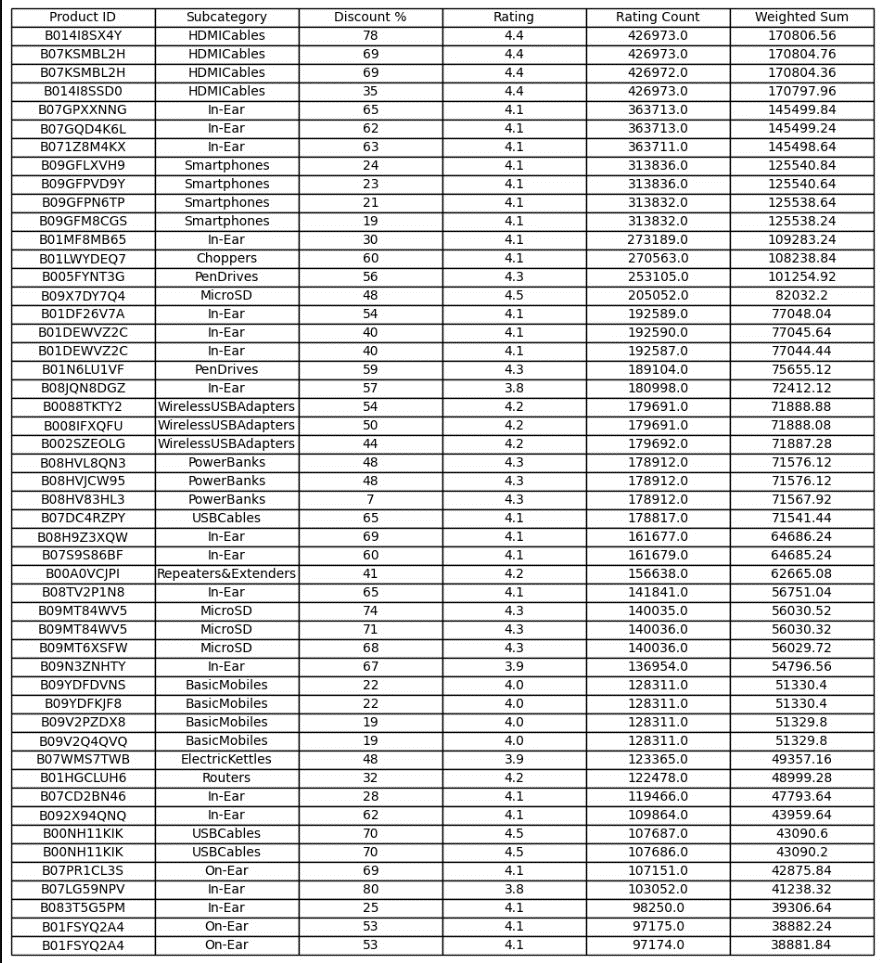 Product ID Subcategory Discount % Rating Rating Count Weighted Sum
B014I8SX4Y HDMICables 78 4.4 426973.0 170806.56
B07KSMBL2H HDMICables 69 4.4 426973.0 170804.76
B07KSMBL2H HDMICables 69 4.4 426972.0 170804.36
B014I8SSD0 HDMICables 35 4.4 426973.0 170797.96
B07GPXXNNG In-Ear 65 4.1 363713.0 145499.84
B07GQD4K6L In-Ear 62 4.1 363713.0 145499.24
B071Z8M4KX In-Ear 63 4.1 363711.0 145498.64
B09GFLXVH9 Smartphones 24 4.1 313836.0 125540.84
B09GFPVD9Y Smartphones 23 4.1 313836.0 125540.64
B09GFPN6TP Smartphones 21 4.1 313832.0 125538.64
B09GFM8CGS Smartphones 19 4.1 313832.0 125538.24
B01MF8MB65 In-Ear 30 4.1 273189.0 109283.24
B01LWYDEQ7 Choppers 60 4.1 270563.0 108238.84
B005FYNT3G PenDrives 56 4.3 253105.0 101254.92
B09X7DY7Q4 MicroSD 48 4.5 205052.0 82032.2
B01DF26V7A In-Ear 54 4.1 192589.0 77048.04
B01DEWVZ2C In-Ear 40 4.1 192590.0 77045.64
B01DEWVZ2C In-Ear 40 4.1 192587.0 77044.44
B01N6LU1VF PenDrives 59 4.3 189104.0 75655.12
B08JQN8DGZ In-Ear 57 3.8 180998.0 72412.12
B0088TKTY2 WirelessUSBAdapters 54 4.2 179691.0 71888.88
B008IFXQFU WirelessUSBAdapters 50 4.2 179691.0 71888.08
B002SZEOLG WirelessUSBAdapters 44 4.2 179692.0 71887.28
B08HVL8QN3 PowerBanks 48 4.3 178912.0 71576.12
B08HVJCW95 PowerBanks 48 4.3 178912.0 71576.12
B08HV83HL3 PowerBanks 7 4.3 178912.0 71567.92
B07DC4RZPY USBCables 65 4.1 178817.0 71541.44
B08H9Z3XQW In-Ear 69 4.1 161677.0 64686.24
B07S9S86BF In-Ear 60 4.1 161679.0 64685.24
B00A0VCJPI Repeaters&Extenders 41 4.2 156638.0 62665.08
B08TV2P1N8 In-Ear 65 4.1 141841.0 56751.04
B09MT84WV5 MicroSD 74 4.3 140035.0 56030.52
B09MT84WV5 MicroSD 71 4.3 140036.0 56030.32
B09MT6XSFW MicroSD 68 4.3 140036.0 56029.72
B09N3ZNHTY In-Ear 67 3.9 136954.0 54796.56
B09YDFDVNS BasicMobiles 22 4.0 128311.0 51330.4
B09YDFKJF8 BasicMobiles 22 4.0 128311.0 51330.4
B09V2PZDX8 BasicMobiles 19 4.0 128311.0 51329.8
B09V2Q4QVQ BasicMobiles 19 4.0 128311.0 51329.8
B07WMS7TWB ElectricKettles 48 3.9 123365.0 49357.16
B01HGCLUH6 Routers 32 4.2 122478.0 48999.28
B07CD2BN46 In-Ear 28 4.1 119466.0 47793.64
B092X94QNQ In-Ear 62 4.1 109864.0 43959.64
B00NH11KIK USBCables 70 4.5 107687.0 43090.6
B00NH11KIK USBCables 70 4.5 107686.0 43090.2
B07PR1CL3S On-Ear 69 4.1 107151.0 42875.84
B07LG59NPV In-Ear 80 3.8 103052.0 41238.32
B083T5G5PM In-Ear 25 4.1 98250.0 39306.64
B01FSYQ2A4 On-Ear 53 4.1 97175.0 38882.24
B01FSYQ2A4 On-Ear 53 4.1 97174.0 38881.84